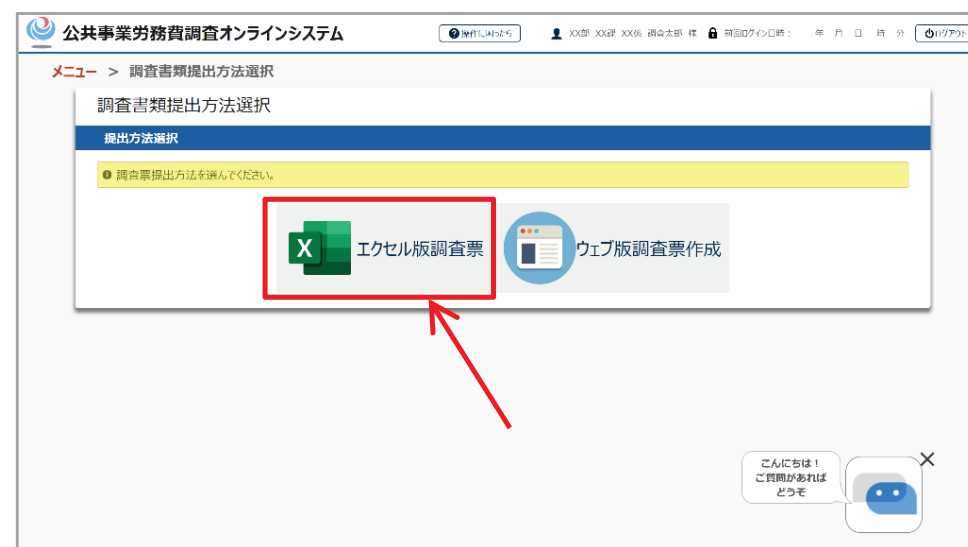 公共事業労務費調査オンラインシステム
操作に困ったら
XX部 XX課 XX係 調合太郎 様
前回ログイン日時： 年 月 日 時 分
ログアウト
メニュー > 調査書類提出方法選択
調査書類提出方法選択
提出方法選択
調査票提出方法を選んでください。
エクセル版調査票
ウェブ版調査票作成
こんにちは！
ご質問があれば
どうぞ